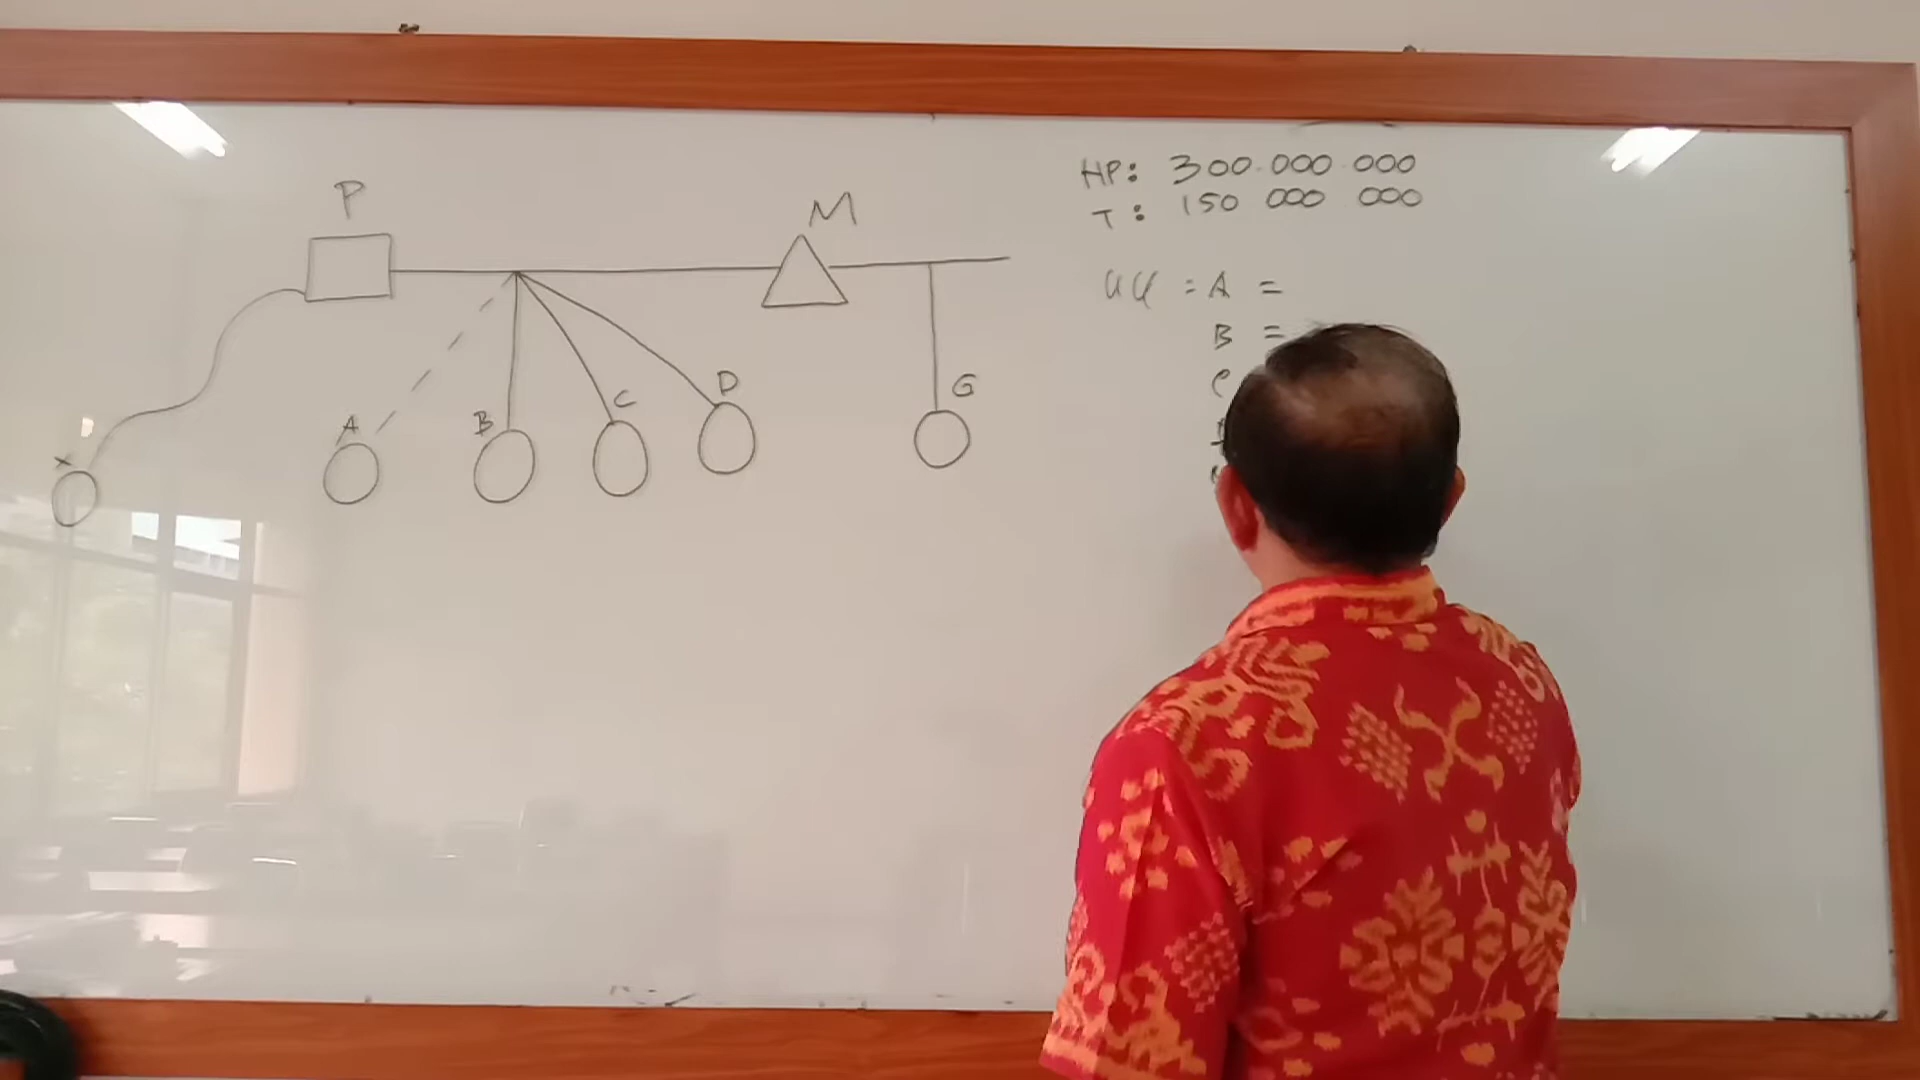 P
M
A
B
C
D
G
x
HP: 300.000.000
T: 150 000 000
UU = A =
B =
C